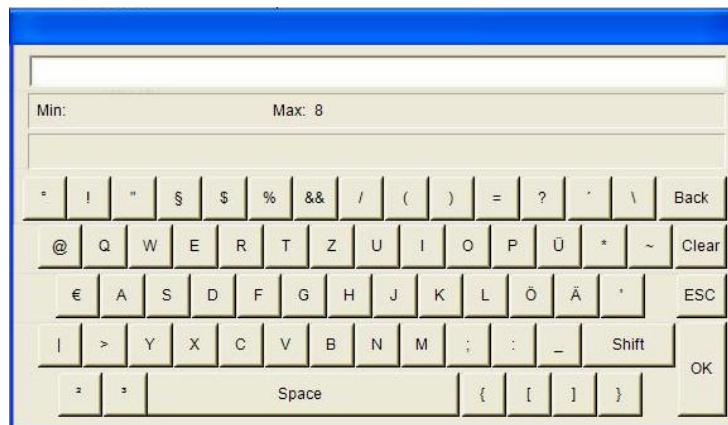 Min: Max: 8
° ! " § $ % && / ( ) = ? ´ \ Back
@ Q W E R T Z U I O P Ü * ~ Clear
€ A S D F G H J K L Ö Ä ' ESC
| > Y X C V B N M ; : _ Shift
OK
² ³ Space { [ ] }